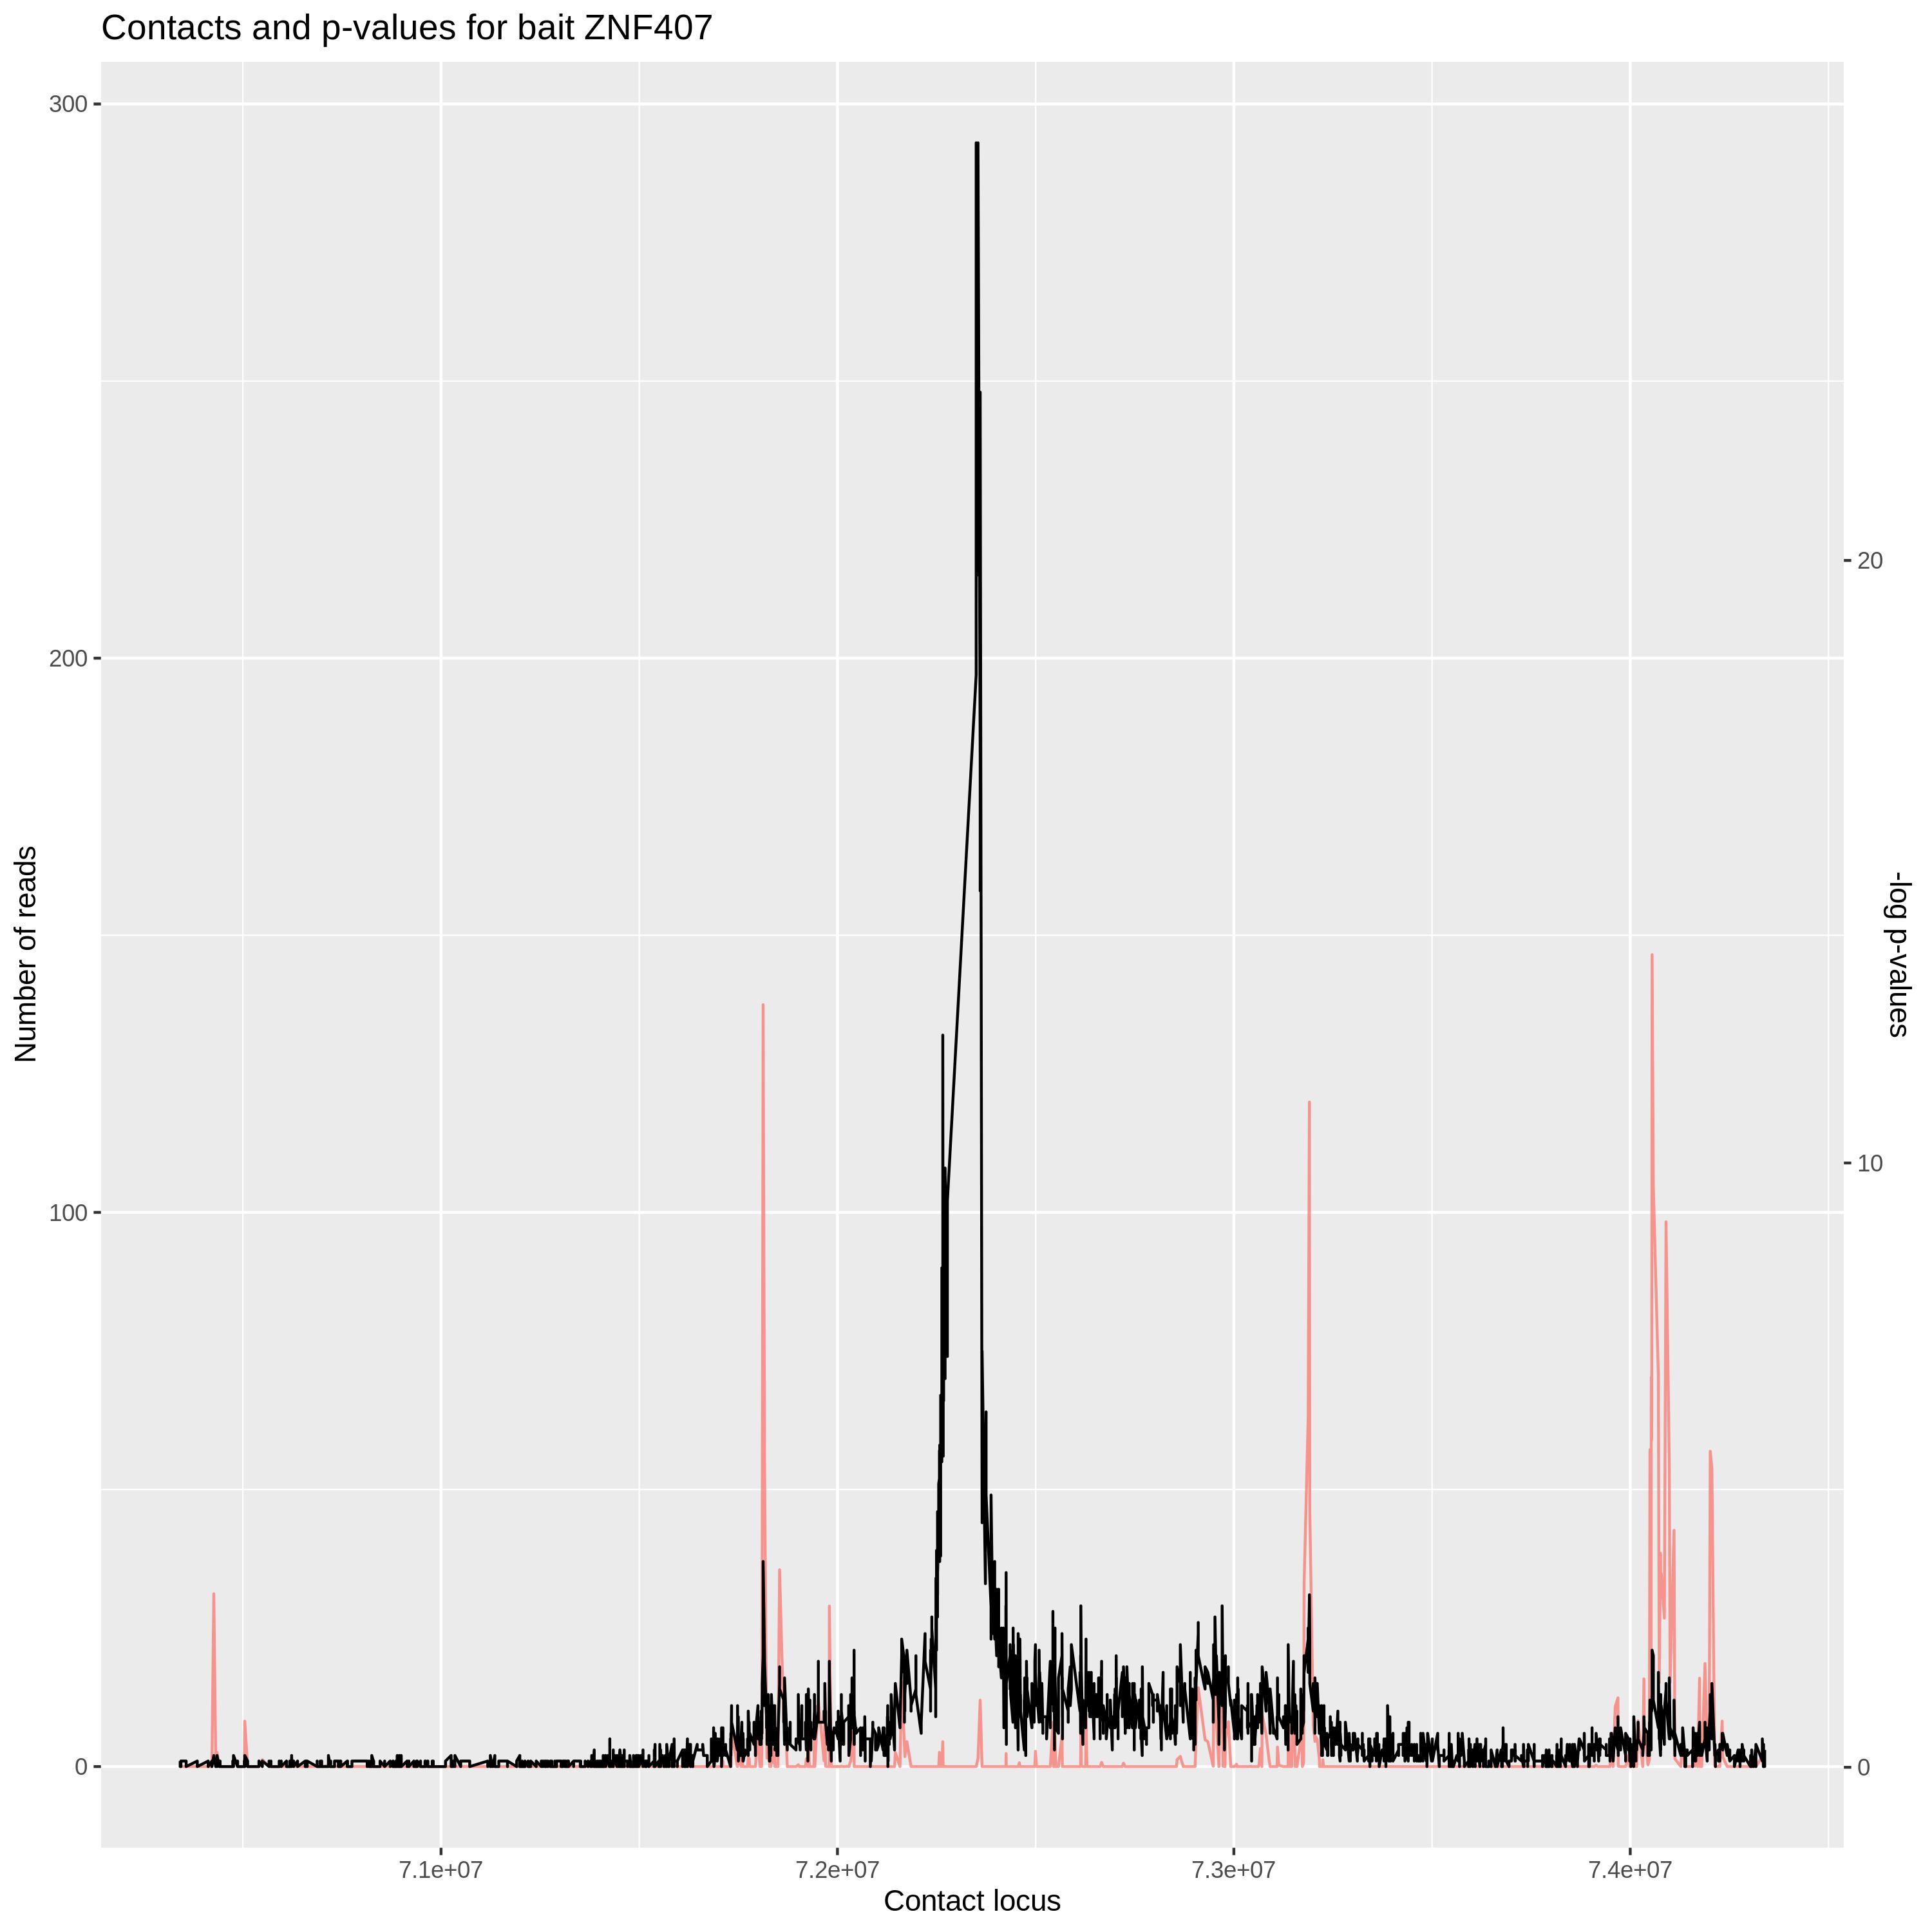 Contacts and p-values for bait ZNF407
300
200
100
0
Number of reads
20
10
0
-log p-values
7.1e+07
7.2e+07
7.3e+07
7.4e+07
Contact locus